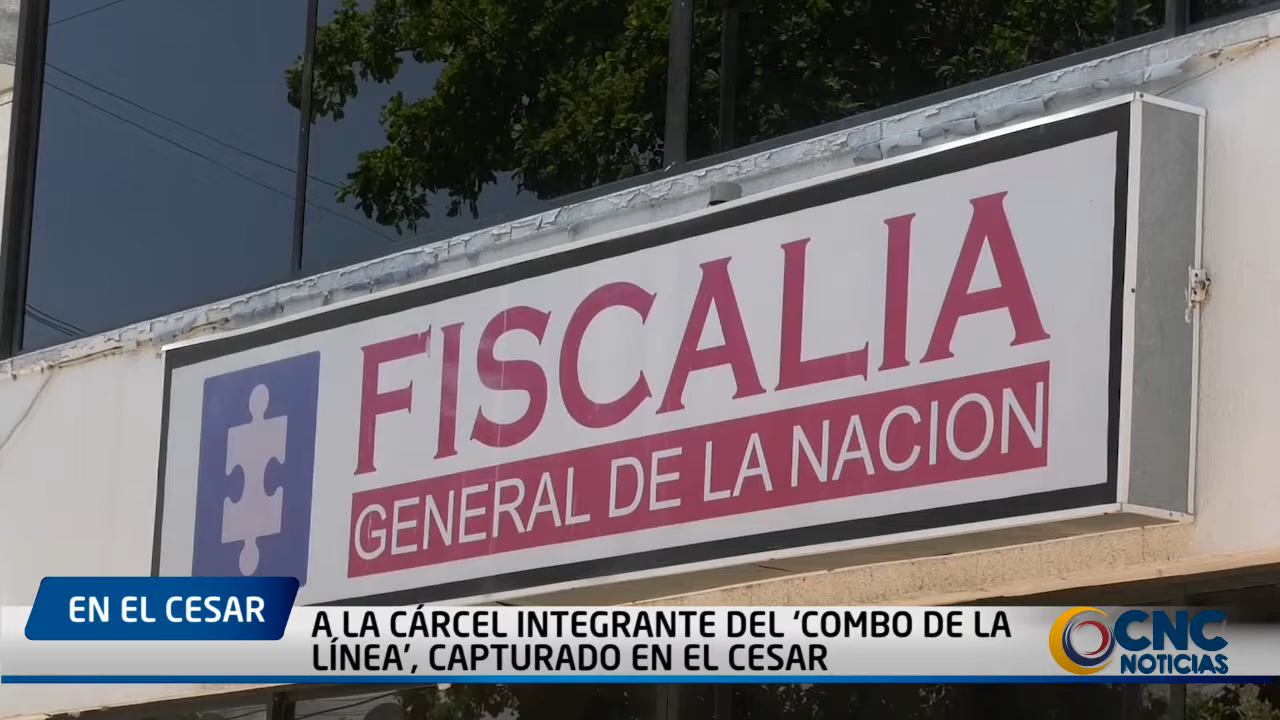 FISCALIA
GENERAL DE LA NACION
EN EL CESAR
A LA CÁRCEL INTEGRANTE DEL ‘COMBO DE LA
LÍNEA’, CAPTURADO EN EL CESAR
CNC
NOTICIAS